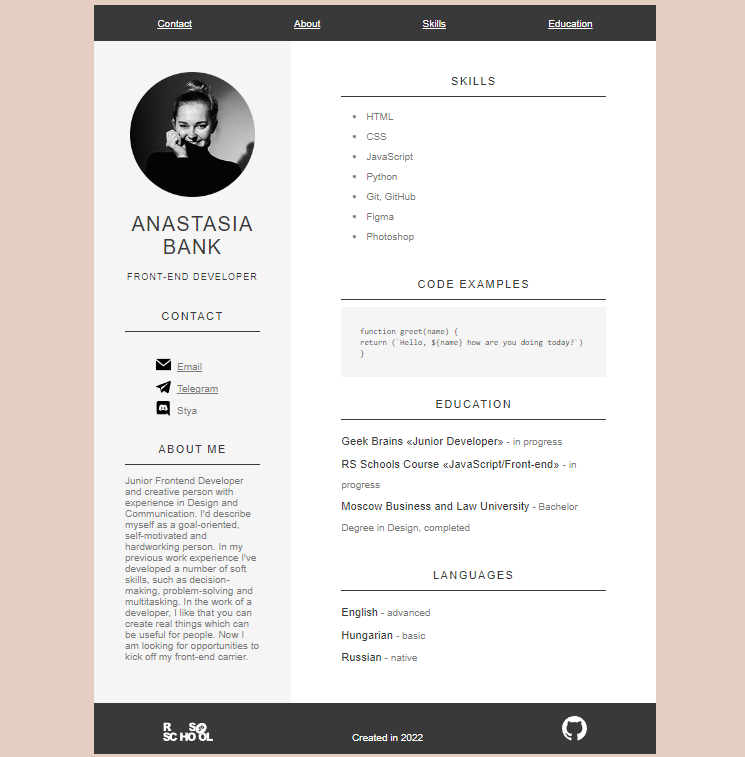 Contact About Skills Education
ANASTASIA
BANK
FRONT-END DEVELOPER
CONTACT
Email
Telegram
Stya
ABOUT ME
Junior Frontend Developer
and creative person with
experience in Design and
Communication. I'd describe
myself as a goal-oriented,
self-motivated and
hardworking person. In my
previous work experience I've
developed a number of soft
skills, such as decision-
making, problem-solving and
multitasking. In the work of a
developer, I like that you can
create real things which can
be useful for people. Now I
am looking for opportunities to
kick off my front-end carrier.
SKILLS
HTML
CSS
JavaScript
Python
Git, GitHub
Figma
Photoshop
CODE EXAMPLES
function greet(name) {
return (`Hello, ${name} how are you doing today?`)
}
EDUCATION
Geek Brains «Junior Developer» - in progress
RS Schools Course «JavaScript/Front-end» - in
progress
Moscow Business and Law University - Bachelor
Degree in Design, completed
LANGUAGES
English - advanced
Hungarian - basic
Russian - native
RS
SCHOOL
Created in 2022